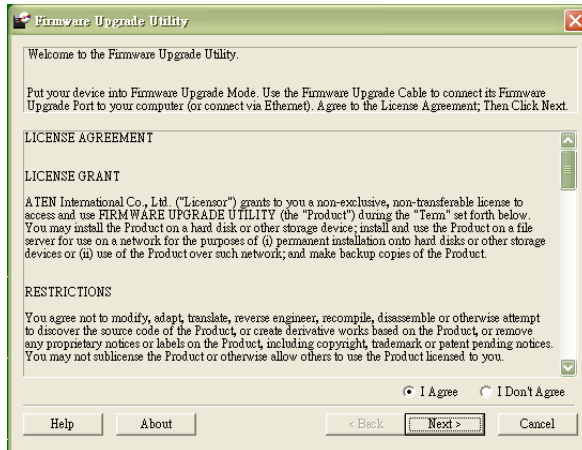 Firmware Upgrade Utility
Welcome to the Firmware Upgrade Utility.
Put your device into Firmware Upgrade Mode. Use the Firmware Upgrade Cable to connect its Firmware
Upgrade Port to your computer (or connect via Ethernet). Agree to the License Agreement; Then Click Next.
LICENSE AGREEMENT
LICENSE GRANT
ATEN International Co., Ltd. ("Licensor") grants to you a non-exclusive, non-transferable license to
access and use FIRMWARE UPGRADE UTILITY (the "Product") during the "Term" set forth below.
You may install the Product on a hard disk or other storage device; install and use the Product on a file
server for use on a network for the purposes of (i) permanent installation onto hard disks or other storage
devices or (ii) use of the Product over such network; and make backup copies of the Product.
RESTRICTIONS
You agree not to modify, adapt, translate, reverse engineer, recompile, disassemble or otherwise attempt
to discover the source code of the Product, or create derivative works based on the Product, or remove
any proprietary notices or labels on the Product, including copyright, trademark or patent pending notices.
You may not sublicense the Product or otherwise allow others to use the Product licensed to you.
I Agree I Don't Agree
Help About < Back Next > Cancel